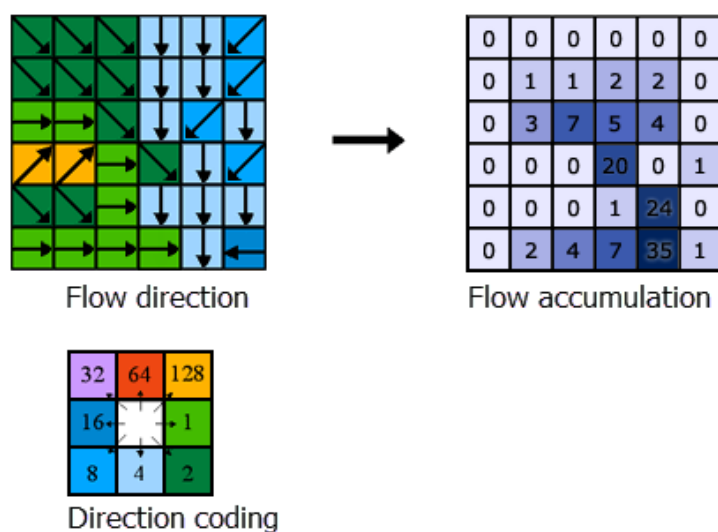 0 0 0 0 0 0
0 1 1 2 2 0
0 3 7 5 4 0
0 0 0 20 0 1
0 0 0 1 24 0
0 2 4 7 35 1
Flow direction
Flow accumulation
32 64 128
16 1
8 4 2
Direction coding